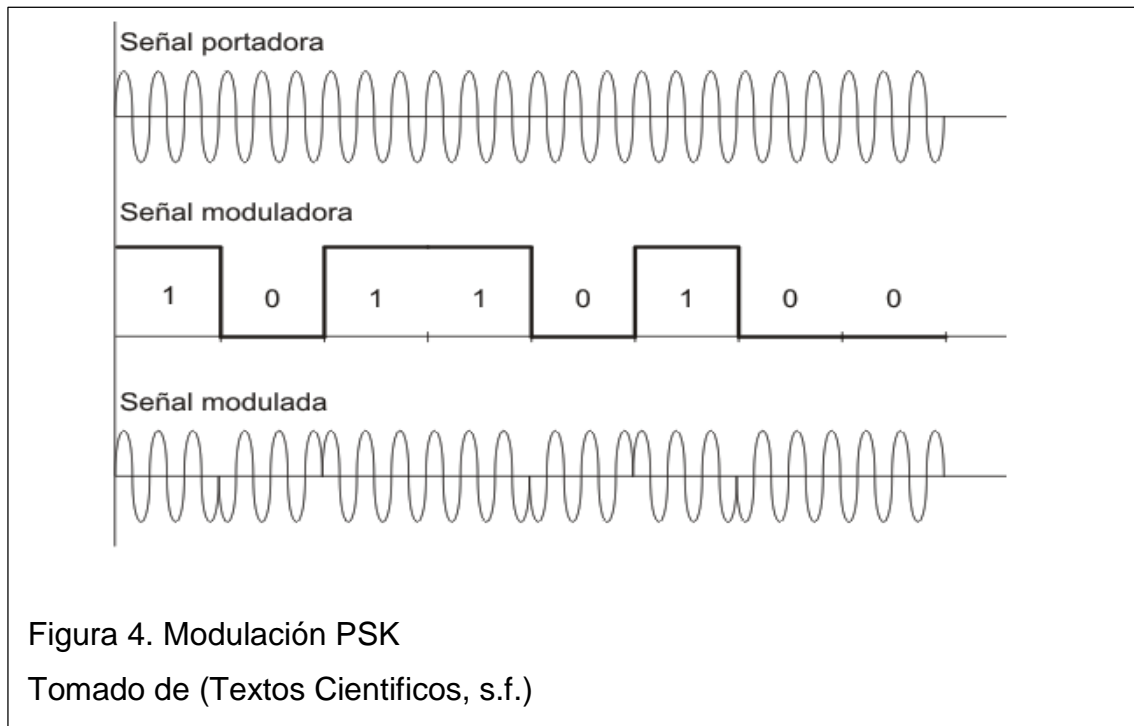 Señal portadora
Señal moduladora
1 0 1 1 0 1 0 0
Señal modulada
Figura 4. Modulación PSK
Tomado de (Textos Cientificos, s.f.)